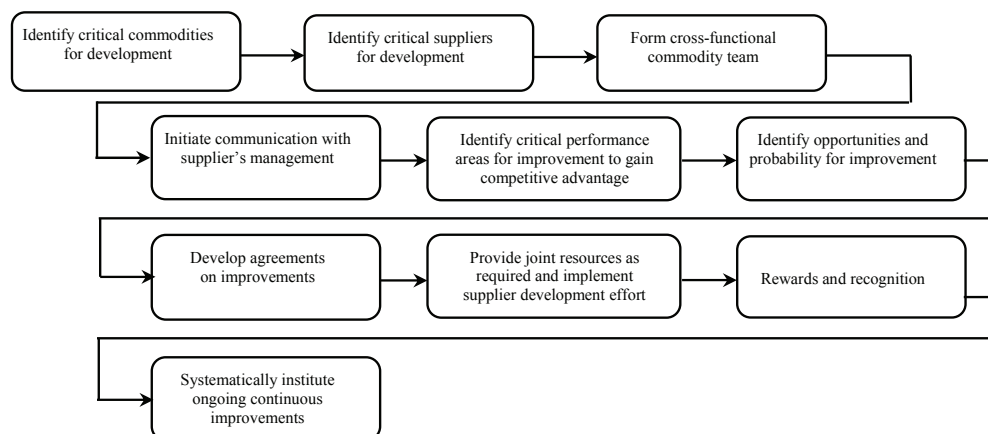 Identify critical commodities
for development
Identify critical suppliers
for development
Form cross-functional
commodity team
Initiate communication with
supplier’s management
Identify critical performance
areas for improvement to gain
competitive advantage
Identify opportunities and
probability for improvement
Develop agreements
on improvements
Provide joint resources as
required and implement
supplier development effort
Rewards and recognition
Systematically institute
ongoing continuous
improvements